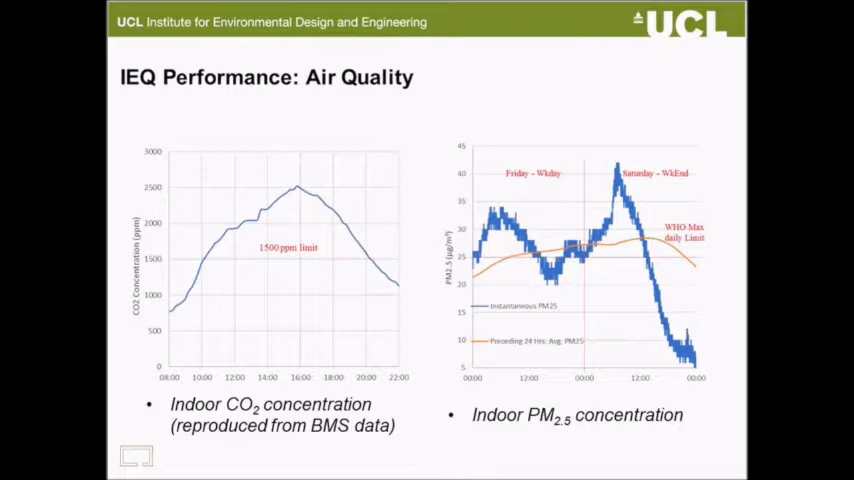 UCL Institute for Environmental Design and Engineering
UCL
IEQ Performance: Air Quality
3000
2500
2000
1500
1000
500
0
CO2 Concentration (ppm)
1500ppm limit
08:00 10:00 12:00 14:00 16:00 18:00 20:00 22:00
45
40
35
30
25
20
15
10
5
PM2.5 (µg/m³)
Friday - Wkday
Saturday - WkEnd
WHO Max
daily Limit
Instantaneous PM25
Preceding 24 Hrs. Avg. PM25
00:00 12:00 00:00 12:00 00:00
• Indoor CO₂ concentration
(reproduced from BMS data)
• Indoor PM₂.₅ concentration